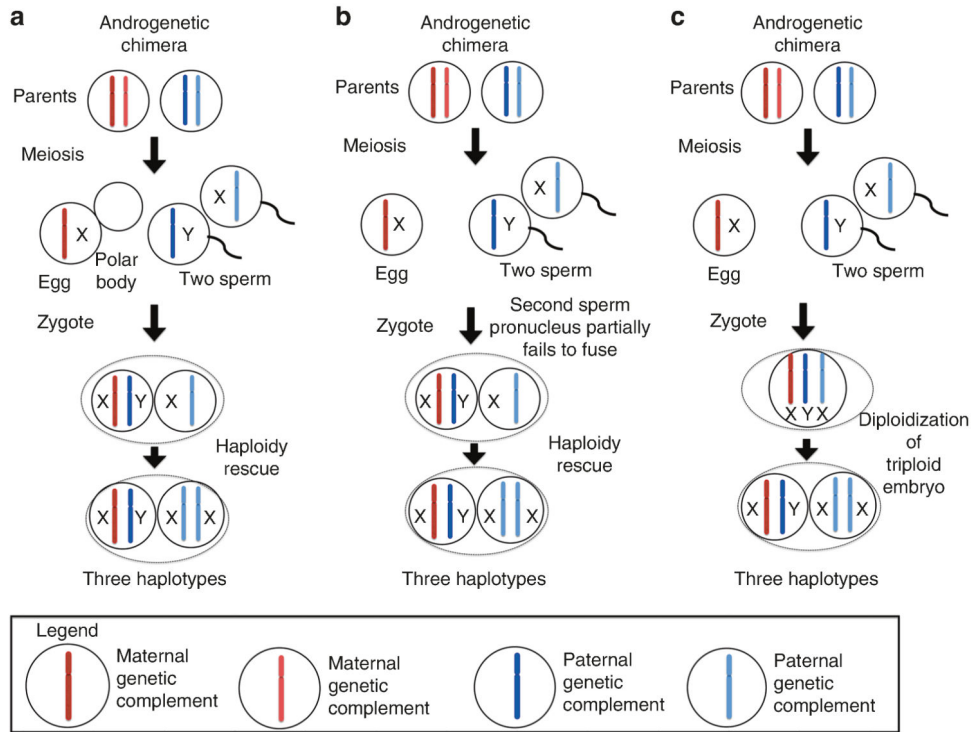 a
Androgenetic
chimera
Parents
Meiosis
X
X
Y
Egg
Polar
body
Two sperm
Zygote
X Y X
Haploidy
rescue
X Y X X
Three haplotypes
b
Androgenetic
chimera
Parents
Meiosis
X
X
Y
Egg
Two sperm
Zygote
Second sperm
pronucleus partially
fails to fuse
X Y X
Haploidy
rescue
X Y X X
Three haplotypes
c
Androgenetic
chimera
Parents
Meiosis
X
X
Y
Egg
Two sperm
Zygote
X Y X
Diploidization
of
triploid
embryo
X Y X X
Three haplotypes
Legend
Maternal
genetic
complement
Maternal
genetic
complement
Paternal
genetic
complement
Paternal
genetic
complement